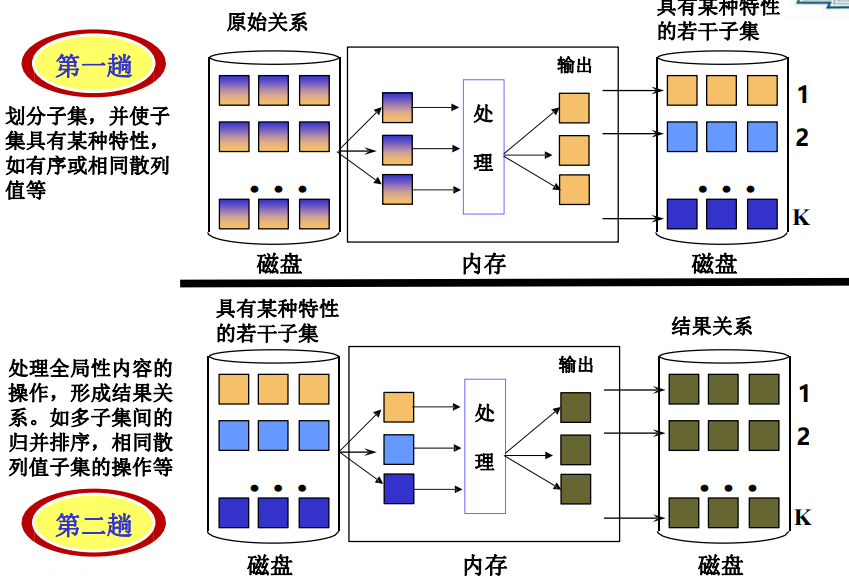 原始关系
具有某种特性
的若干子集
第一趟
划分子集，并使子
集具有某种特性，
如有序或相同散列
值等
处
理
输出
1
2
K
磁盘
内存
磁盘
具有某种特性
的若干子集
结果关系
处理全局性内容的
操作，形成结果关
系。如多子集间的
归并排序，相同散
列值子集的操作等
第二趟
处
理
输出
1
2
K
磁盘
内存
磁盘